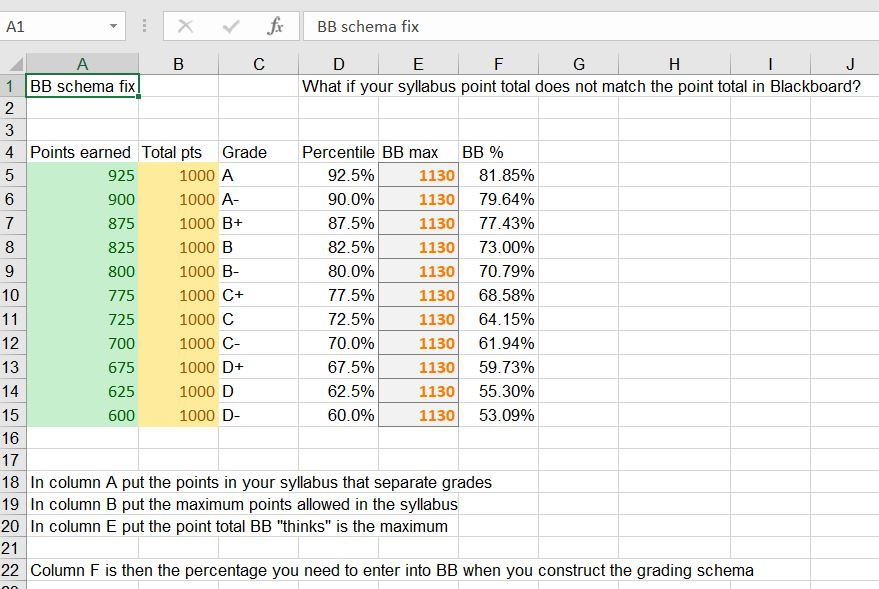 A1 fx BB schema fix
A B C D E F G H I J
1 BB schema fix What if your syllabus point total does not match the point total in Blackboard?
2
3
4 Points earned Total pts Grade Percentile BB max BB %
5 925 1000 A 92.5% 1130 81.85%
6 900 1000 A- 90.0% 1130 79.64%
7 875 1000 B+ 87.5% 1130 77.43%
8 825 1000 B 82.5% 1130 73.00%
9 800 1000 B- 80.0% 1130 70.79%
10 775 1000 C+ 77.5% 1130 68.58%
11 725 1000 C 72.5% 1130 64.15%
12 700 1000 C- 70.0% 1130 61.94%
13 675 1000 D+ 67.5% 1130 59.73%
14 625 1000 D 62.5% 1130 55.30%
15 600 1000 D- 60.0% 1130 53.09%
16
17
18 In column A put the points in your syllabus that separate grades
19 In column B put the maximum points allowed in the syllabus
20 In column E put the point total BB "thinks" is the maximum
21
22 Column F is then the percentage you need to enter into BB when you construct the grading schema